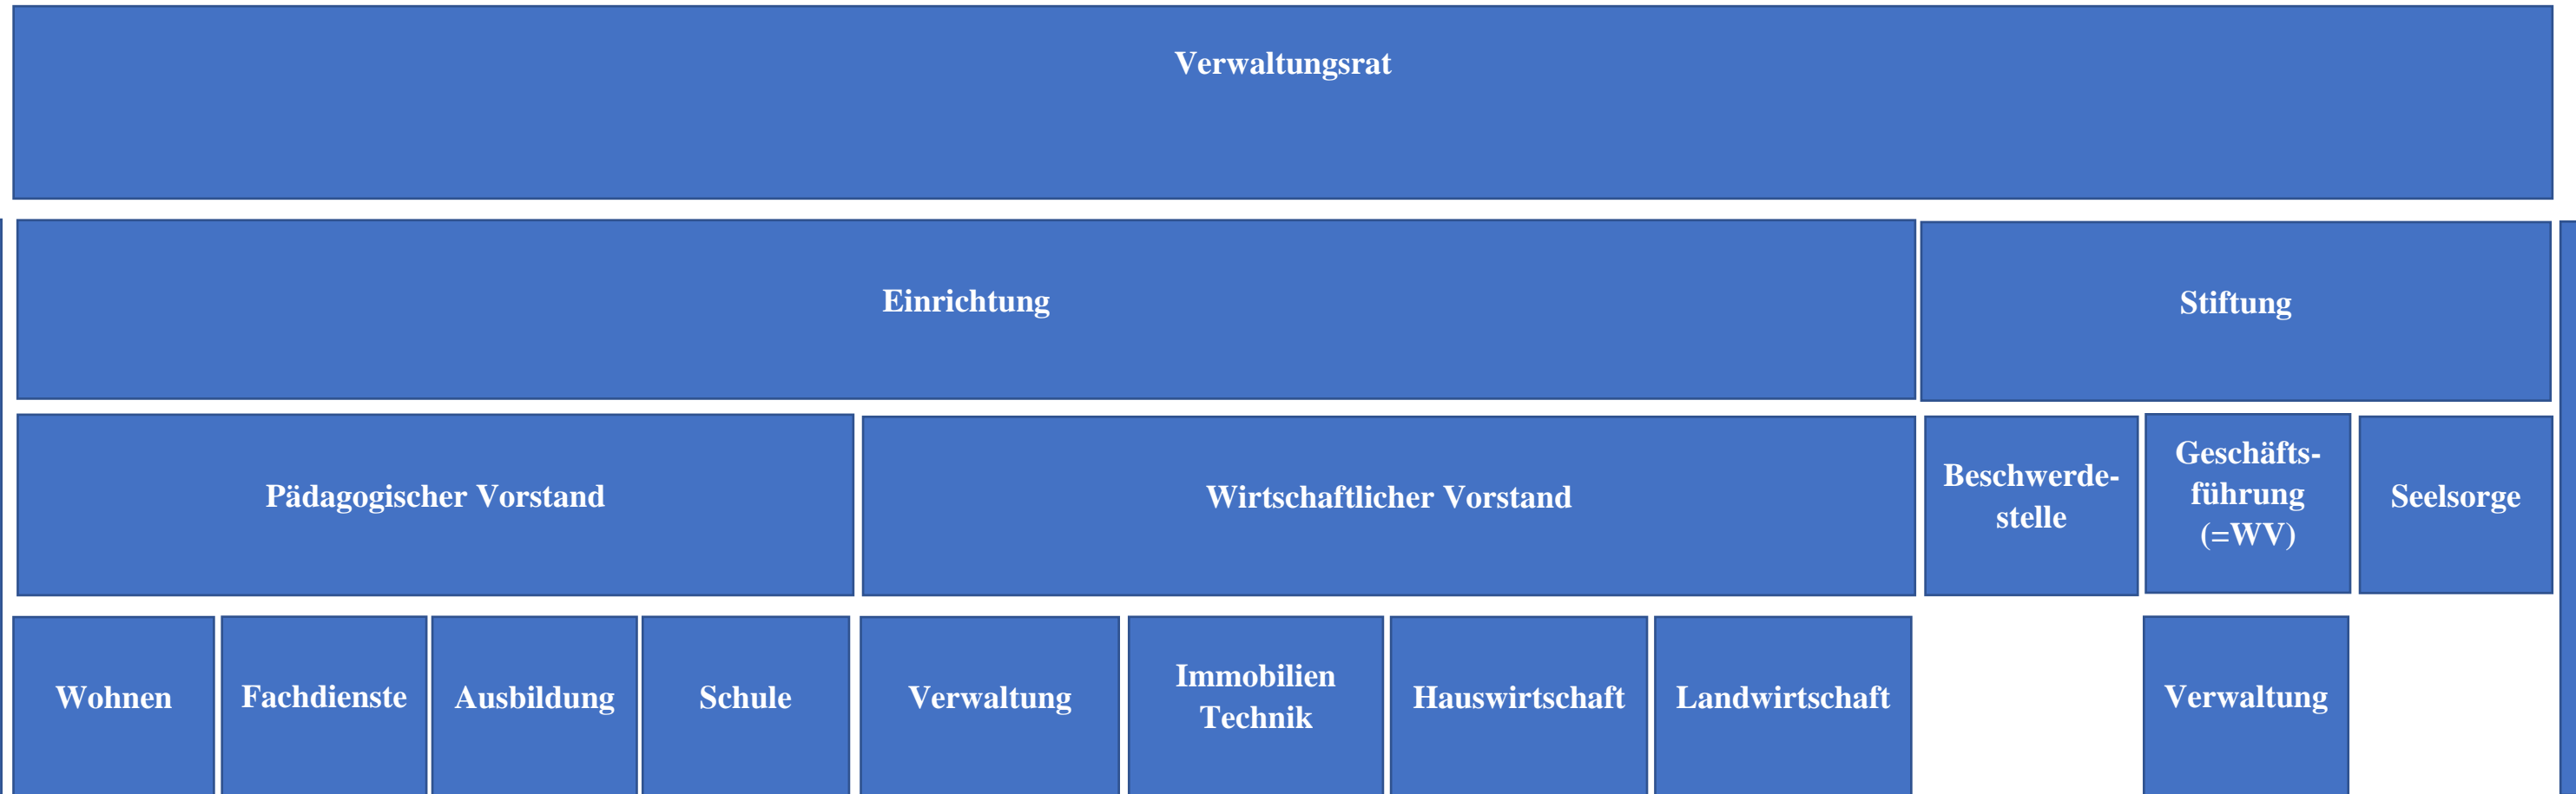 Verwaltungsrat
Einrichtung
Stiftung
Pädagogischer Vorstand
Wirtschaftlicher Vorstand
Beschwerde-
stelle
Geschäfts-
führung
(=WV)
Seelsorge
Wohnen
Fachdienste
Ausbildung
Schule
Verwaltung
Immobilien
Technik
Hauswirtschaft
Landwirtschaft
Verwaltung